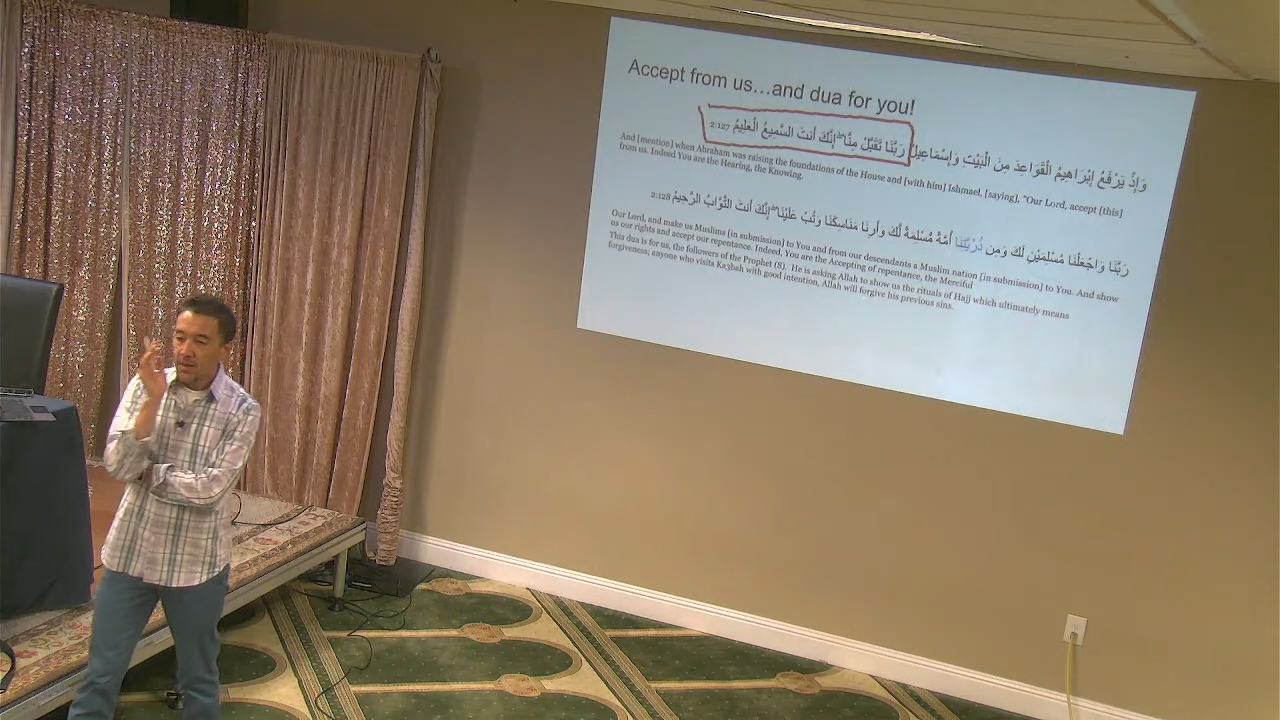 Accept from us...and dua for you!
وَإِذْ يَرْفَعُ إِبْرَاهِيمُ الْقَوَاعِدَ مِنَ الْبَيْتِ وَإِسْمَاعِيلُ رَبَّنَا تَقَبَّلْ مِنَّا ۖ إِنَّكَ أَنتَ السَّمِيعُ الْعَلِيمُ 2:127
And [mention] when Abraham was raising the foundations of the House and [with him] Ishmael, [saying], "Our Lord, accept [this]
from us. Indeed You are the Hearing, the Knowing.
رَبَّنَا وَاجْعَلْنَا مُسْلِمَيْنِ لَكَ وَمِن ذُرِّيَّتِنَا أُمَّةً مُّسْلِمَةً لَّكَ وَأَرِنَا مَنَاسِكَنَا وَتُبْ عَلَيْنَا ۖ إِنَّكَ أَنتَ التَّوَّابُ الرَّحِيمُ 2:128
Our Lord, and make us Muslims [in submission] to You and from our descendants a Muslim nation [in submission] to You. And show
us our rights and accept our repentance. Indeed, You are the Accepting of repentance, the Merciful
This dua is for us, the followers of the Prophet (S). He is asking Allah to show us the rituals of Hajj which ultimately means
forgiveness; anyone who visits Ka3bah with good intention, Allah will forgive his previous sins.